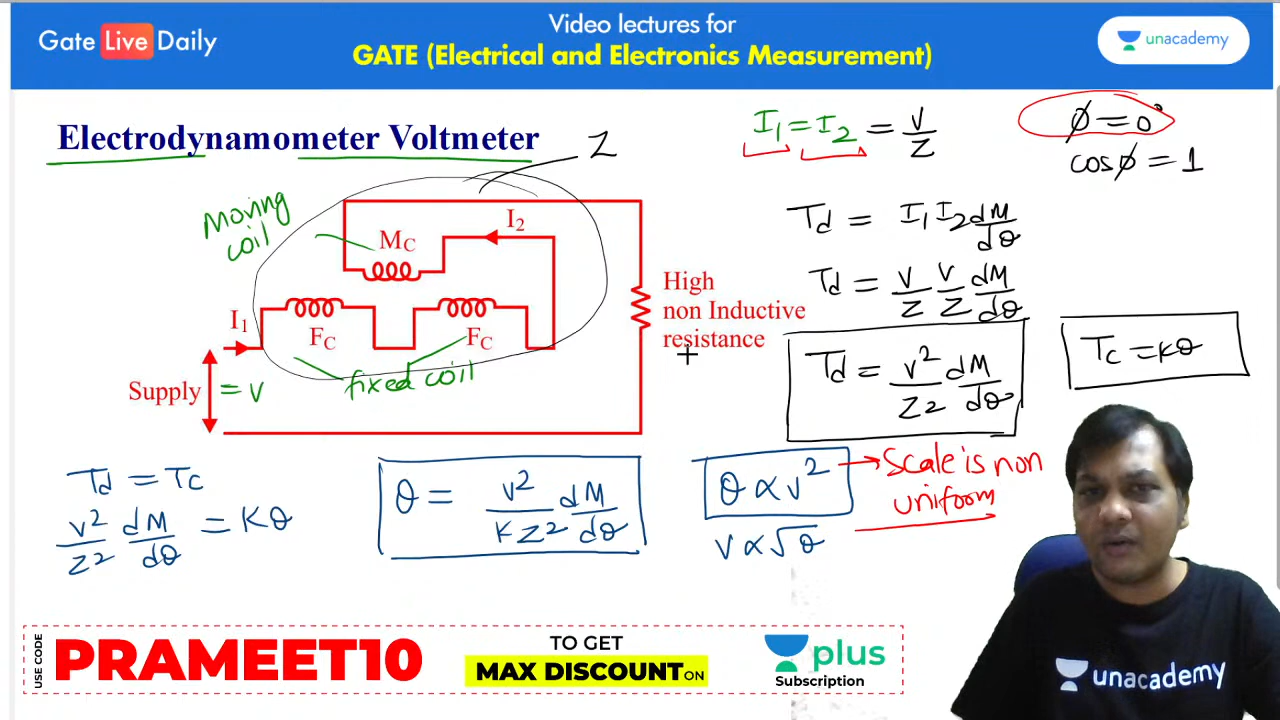 Gate Live Daily
Video lectures for
GATE (Electrical and Electronics Measurement)
unacademy
Electrodynamometer Voltmeter
Z
I1 = I2 = V/Z
ϕ = 0°
cosϕ = 1
Moving
coil
MC
I2
I1
FC
FC
fixed coil
Supply
= V
High
non Inductive
resistance
Td = I1 I2 dM/dθ
Td = V/Z V/Z dM/dθ
Td = V²/Z² dM/dθ
Tc = Kθ
Td = Tc
V²/Z² dM/dθ = Kθ
θ = V²/KZ² dM/dθ
θ ∝ V²
→ Scale is non
uniform
V ∝ √θ
USE CODE
PRAMEET10
TO GET
MAX DISCOUNT ON
plus
Subscription
unacademy